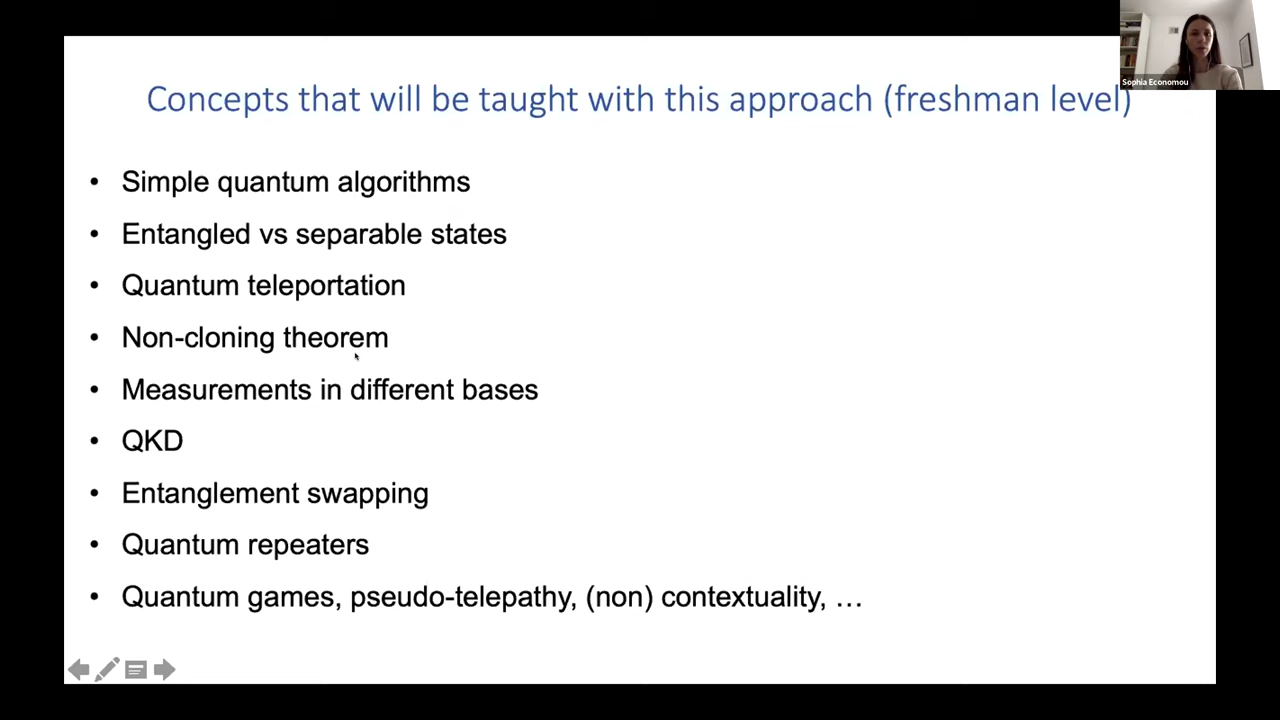 Sophia Economou
Concepts that will be taught with this approach (freshman level)
• Simple quantum algorithms
• Entangled vs separable states
• Quantum teleportation
• Non-cloning theorem
• Measurements in different bases
• QKD
• Entanglement swapping
• Quantum repeaters
• Quantum games, pseudo-telepathy, (non) contextuality, …